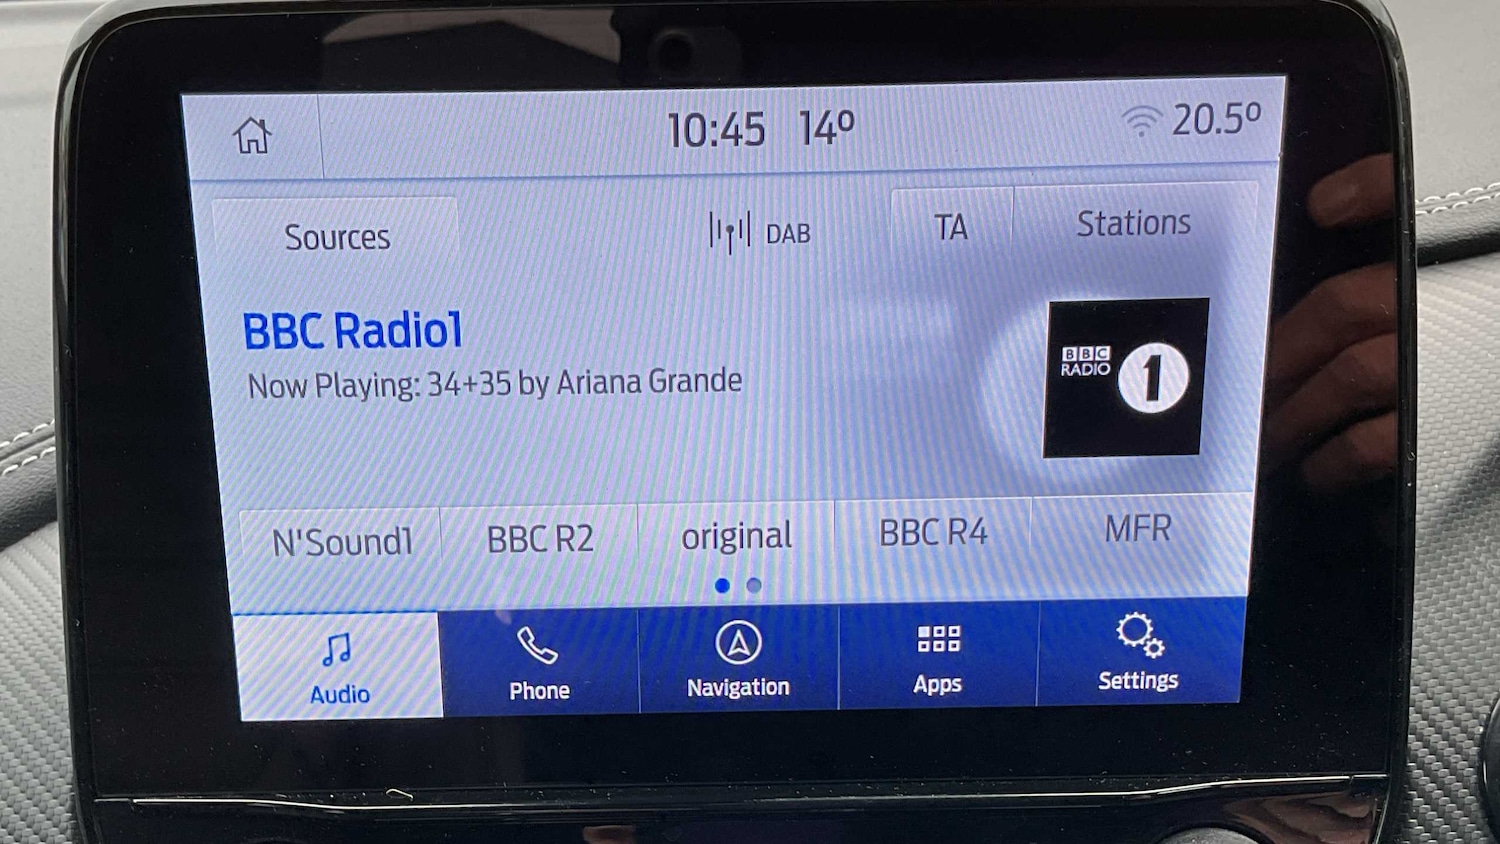 10:45 14º 20.5º
Sources DAB TA Stations
BBC Radio1
Now Playing: 34+35 by Ariana Grande
BBC
RADIO 1
N'Sound1 BBC R2 original BBC R4 MFR
Audio Phone Navigation Apps Settings